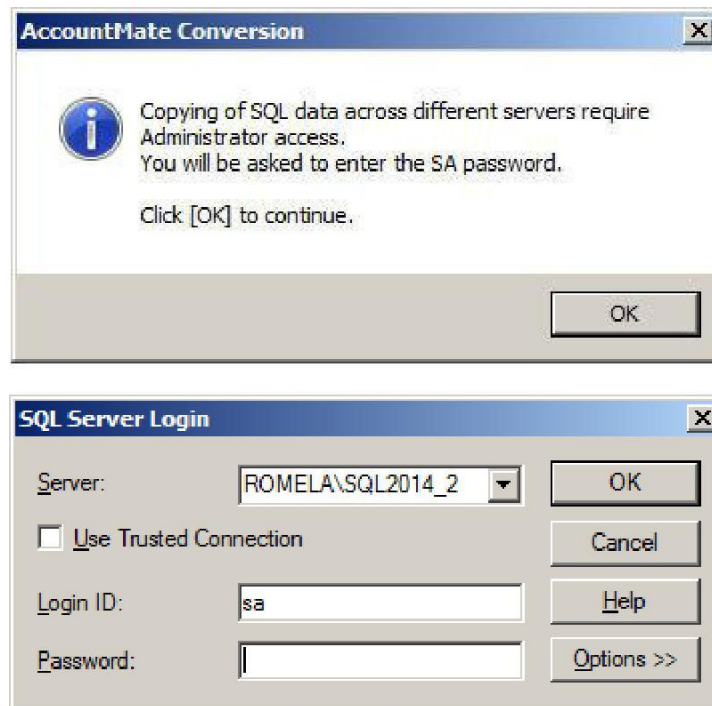 AccountMate Conversion
Copying of SQL data across different servers require
Administrator access.
You will be asked to enter the SA password.
Click [OK] to continue.
OK
SQL Server Login
Server: ROMELA\SQL2014_2 OK
Use Trusted Connection Cancel
Login ID: sa Help
Password: Options >>